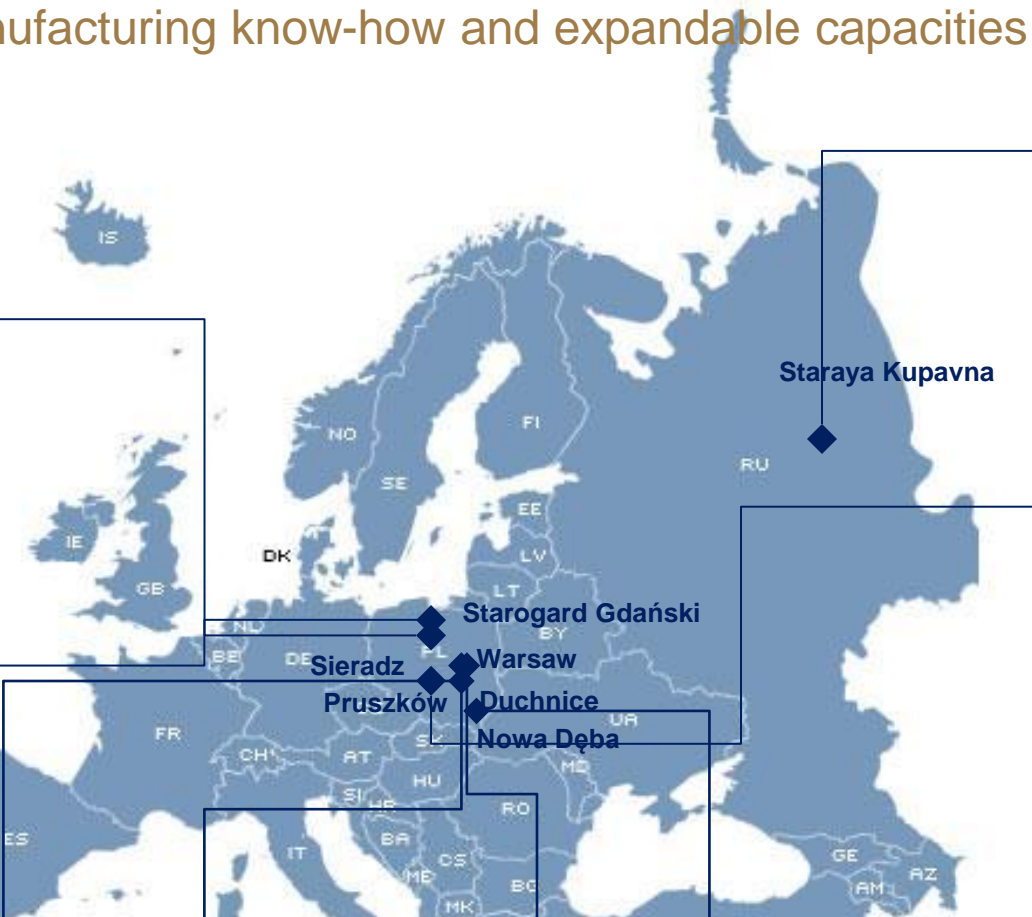 nufacturing know-how and expandable capacities
IS
Staraya Kupavna
NO
FI
RU
SE
EE
IE
DK
LV
GB
LT
Starogard Gdański
NL
BY
BE
DE
PL
Warsaw
Sieradz
Pruszków
Duchnice
UA
FR
Nowa Dęba
SK
CH
AT
MD
HU
SI
HR
RO
ES
BA
IT
CS
GE
ME
AZ
BG
AM
MK